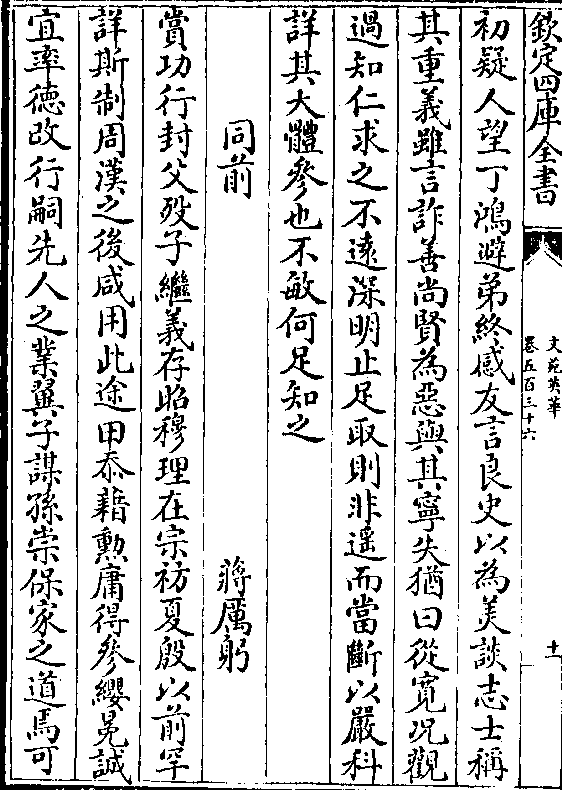 欽定四庫全書
文苑英華
卷五百三十六
十一
初疑人望丁鴻避弟終感友言良史以為美談志士稱
其重義雖言詐善尚賢為惡與其寧失猶曰從寬况觀
過知仁求之不逺深明止足取則非遥而當斷以嚴科
詳其大體參也不敏何足知之
同前
蔣厲躬
賞功行封父殁子繼義存昭穆理在宗祊夏殷以前罕
詳斯制周漢之後咸用此途甲忝藉勲庸得參纓冕誠
宜率德改行嗣先人之業翼子謀孫崇保家之道焉可